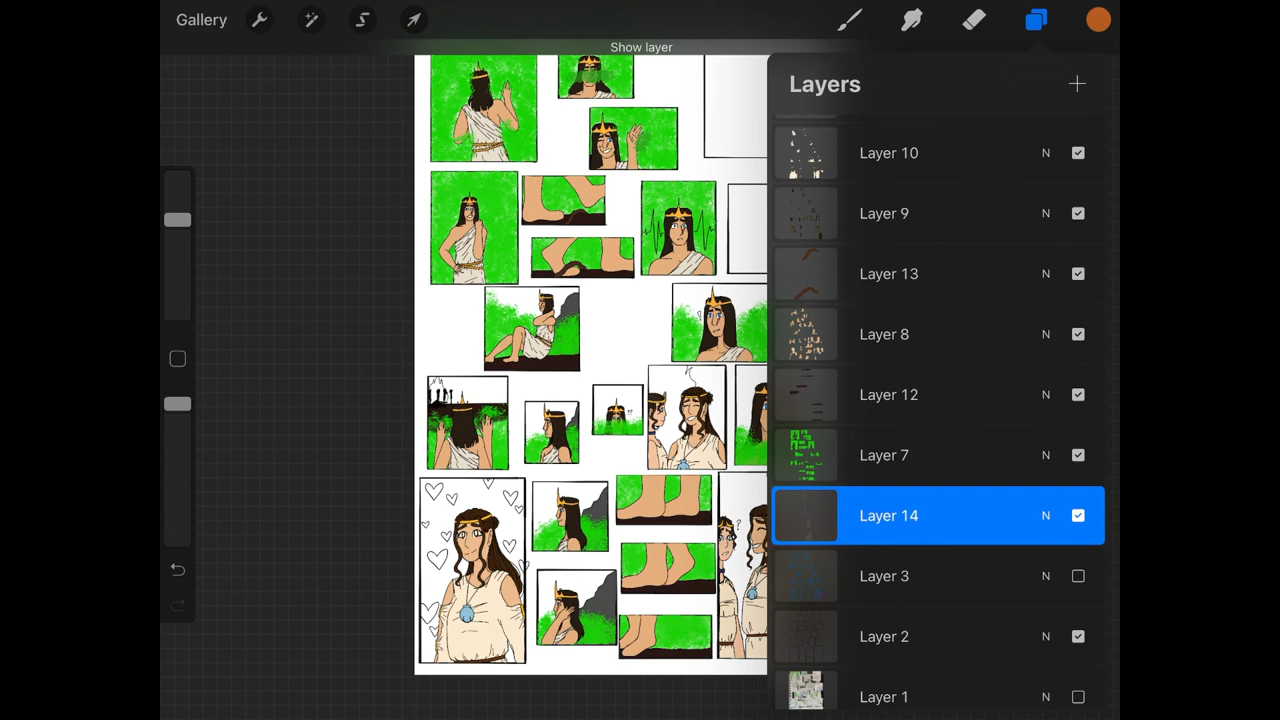 Gallery
Show layer
Layers
Layer 10 N
Layer 9 N
Layer 13 N
Layer 8 N
Layer 12 N
Layer 7 N
Layer 14 N
Layer 3 N
Layer 2 N
Layer 1 N